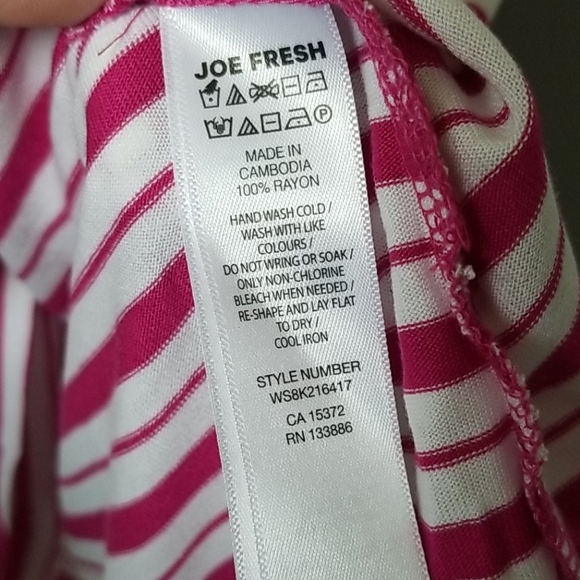 JOE FRESH
MADE IN
CAMBODIA
100% RAYON
HAND WASH COLD /
WASH WITH LIKE
COLOURS /
DO NOT WRING OR SOAK /
ONLY NON-CHLORINE
BLEACH WHEN NEEDED /
RE-SHAPE AND LAY FLAT
TO DRY /
COOL IRON
STYLE NUMBER
WS8K216417
CA 15372
RN 133886